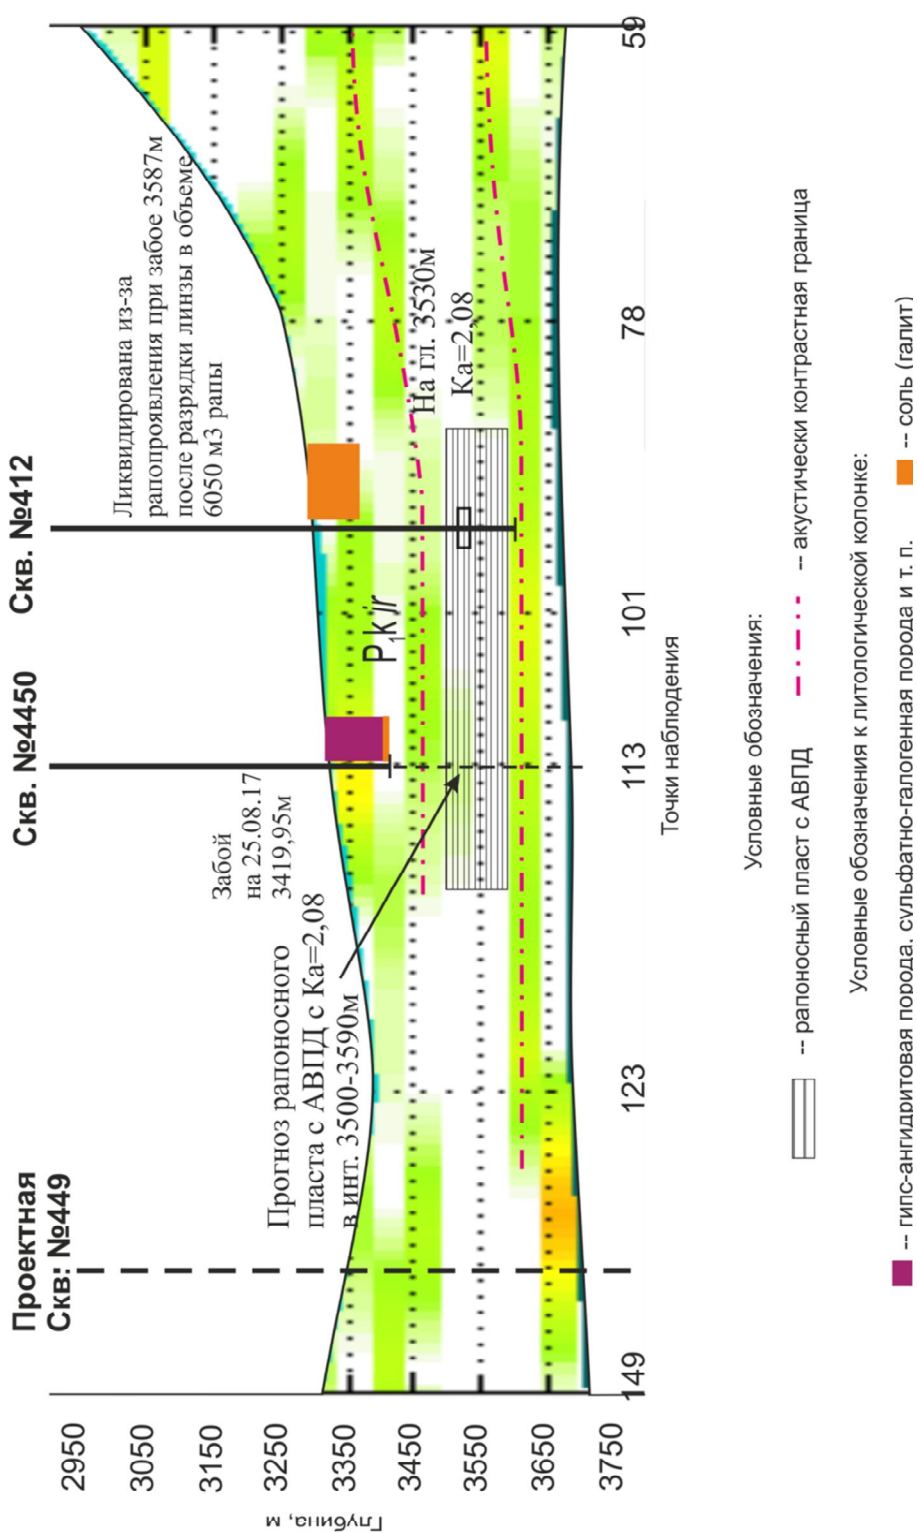 Проектная
Скв: №449
Скв. №4450
Скв. №412
Ликвидирована из-за
рапопроявления при забое 3587м
после разрядки линзы в объеме
6050 м3 рапы
Забой
на 25.08.17
3419,95м
Прогноз рапоносного
пласта с АВПД с Ка=2,08
в инт. 3500-3590м
P₁k jr
На гл. 3530м
Ка=2,08
Глубина, м
2950
3050
3150
3250
3350
3450
3550
3650
3750
149
123
113
101
78
59
Точки наблюдения
Условные обозначения:
-- рапоносный пласт с АВПД
-- акустически контрастная граница
Условные обозначения к литологической колонке:
-- гипс-ангидритовая порода, сульфатно-галогенная порода и т. п.
-- соль (галит)